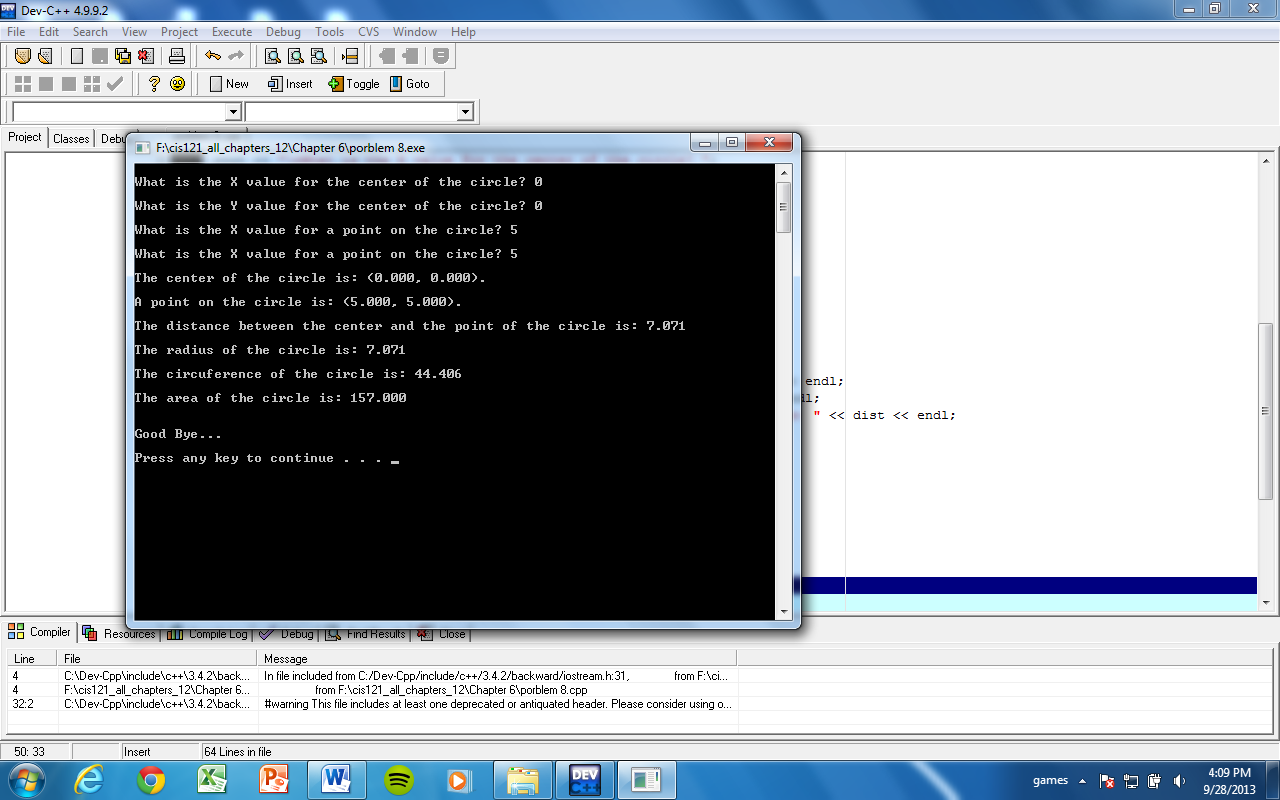 Dev-C++ 4.9.9.2
File Edit Search View Project Execute Debug Tools CVS Window Help
New Insert Toggle Goto
Project Classes Debu
F:\cis121_all_chapters_12\Chapter 6\porblem 8.exe
What is the X value for the center of the circle? 0
What is the Y value for the center of the circle? 0
What is the X value for a point on the circle? 5
What is the X value for a point on the circle? 5
The center of the circle is: (0.000, 0.000).
A point on the circle is: (5.000, 5.000).
The distance between the center and the point of the circle is: 7.071
The radius of the circle is: 7.071
The circuference of the circle is: 44.406
The area of the circle is: 157.000
Good Bye...
Press any key to continue . . . _
endl;
dl;
" << dist << endl;
Compiler Resources Compile Log Debug Find Results Close
Line File Message
4 C:\Dev-Cpp\include\c++\3.4.2\back... In file included from C:/Dev-Cpp/include/c++/3.4.2/backward/iostream.h:31, from F:\ci...
4 F:\cis121_all_chapters_12\Chapter 6... from F:\cis121_all_chapters_12\Chapter 6\porblem 8.cpp
32:2 C:\Dev-Cpp\include\c++\3.4.2\back... #warning This file includes at least one deprecated or antiquated header. Please consider using o...
50: 33 Insert 64 Lines in file
DEV C++
games
4:09 PM
9/28/2013